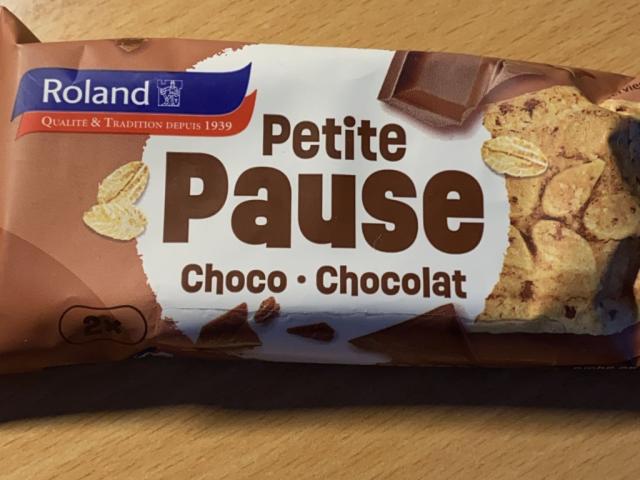 Roland
QUALITÉ & TRADITION DEPUIS 1939
Petite
Pause
Choco • Chocolat
2x